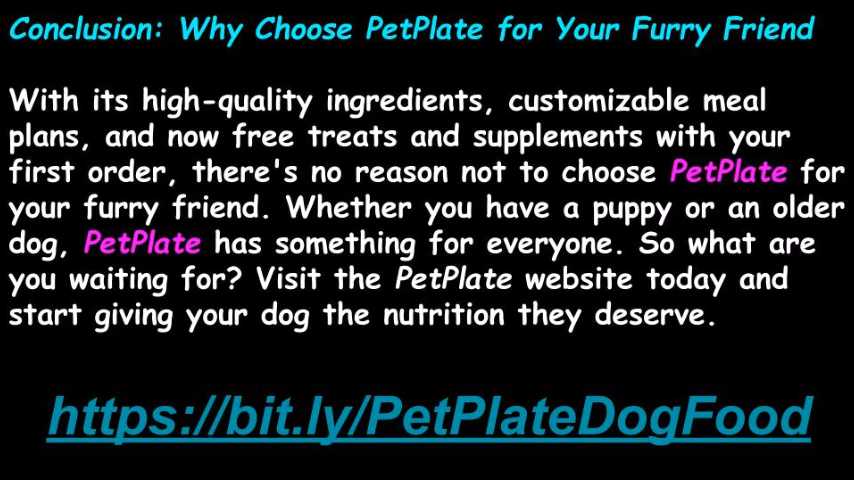 Conclusion: Why Choose PetPlate for Your Furry Friend
With its high-quality ingredients, customizable meal
plans, and now free treats and supplements with your
first order, there's no reason not to choose PetPlate for
your furry friend. Whether you have a puppy or an older
dog, PetPlate has something for everyone. So what are
you waiting for? Visit the PetPlate website today and
start giving your dog the nutrition they deserve.
https://bit.ly/PetPlateDogFood